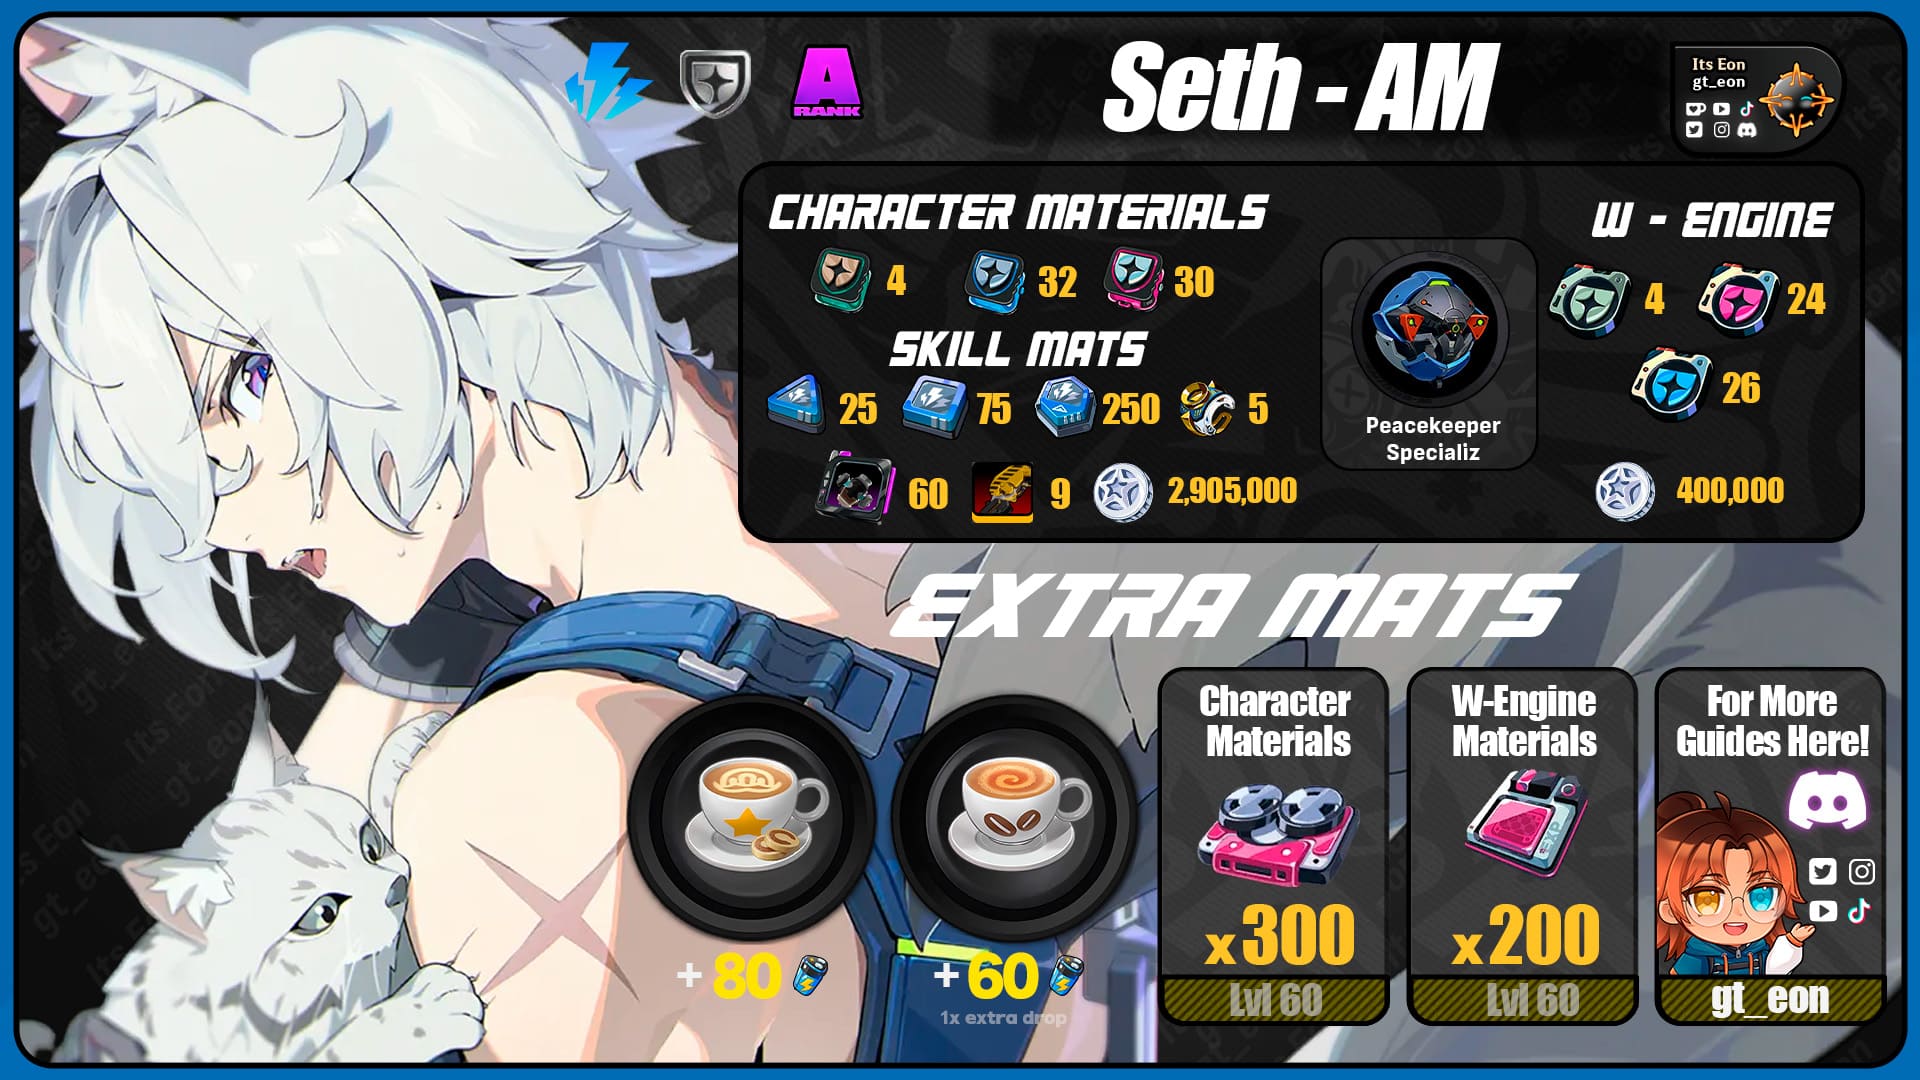 A
RANK
Seth - AM
Its Eon
gt_eon
CHARACTER MATERIALS
4
32
30
SKILL MATS
25
75
250
5
60
9
2,905,000
Peacekeeper
Specializ
W - ENGINE
4
24
26
400,000
EXTRA MATS
+ 80
+ 60
1x extra drop
Character
Materials
x300
Lvl 60
W-Engine
Materials
x200
Lvl 60
For More
Guides Here!
gt_eon